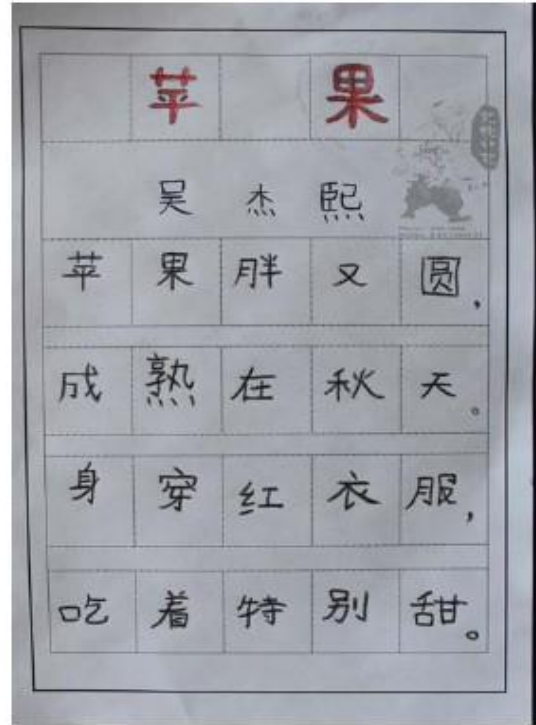 苹果
吴杰熙
苹果胖又圆，
成熟在秋天。
身穿红衣服，
吃着特别甜。